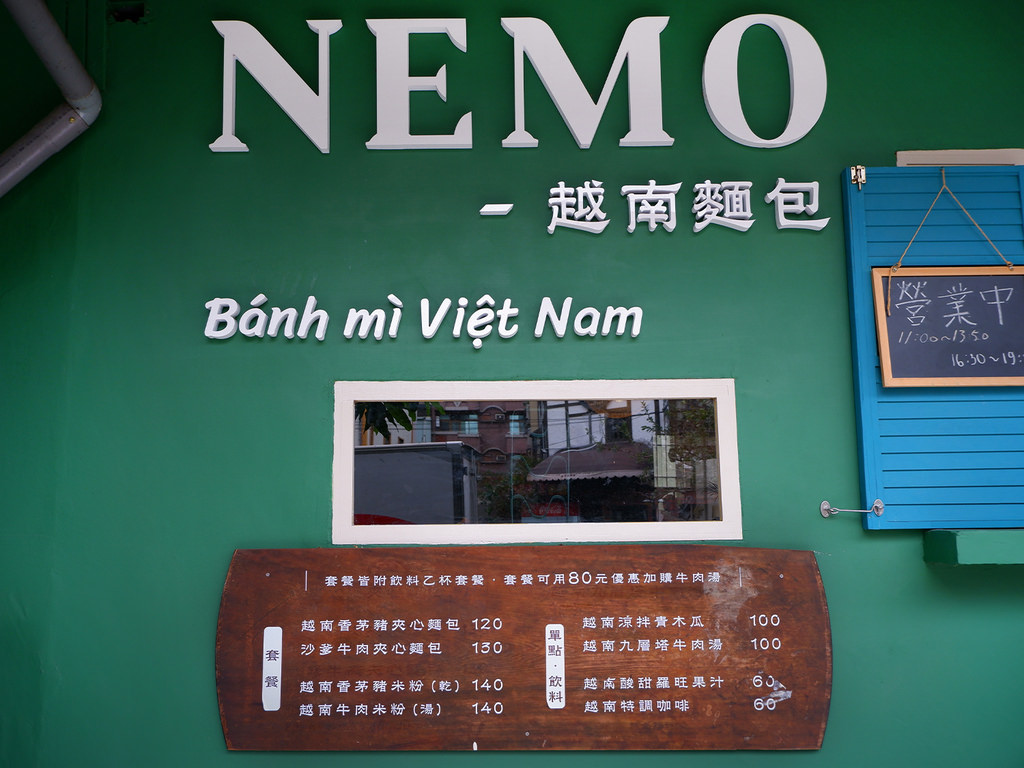 NEMO
- 越南麵包
Bánh mì Việt Nam
營業中
11:00~13:50
16:30~19:
套餐皆附飲料乙杯套餐・套餐可用80元優惠加購牛肉湯
套餐
越南香茅豬夾心麵包 120
沙爹牛肉夾心麵包 130
越南香茅豬米粉(乾) 140
越南牛肉米粉(湯) 140
單點・飲料
越南涼拌青木瓜 100
越南九層塔牛肉湯 100
越南酸甜羅旺果汁 60
越南特調咖啡 60